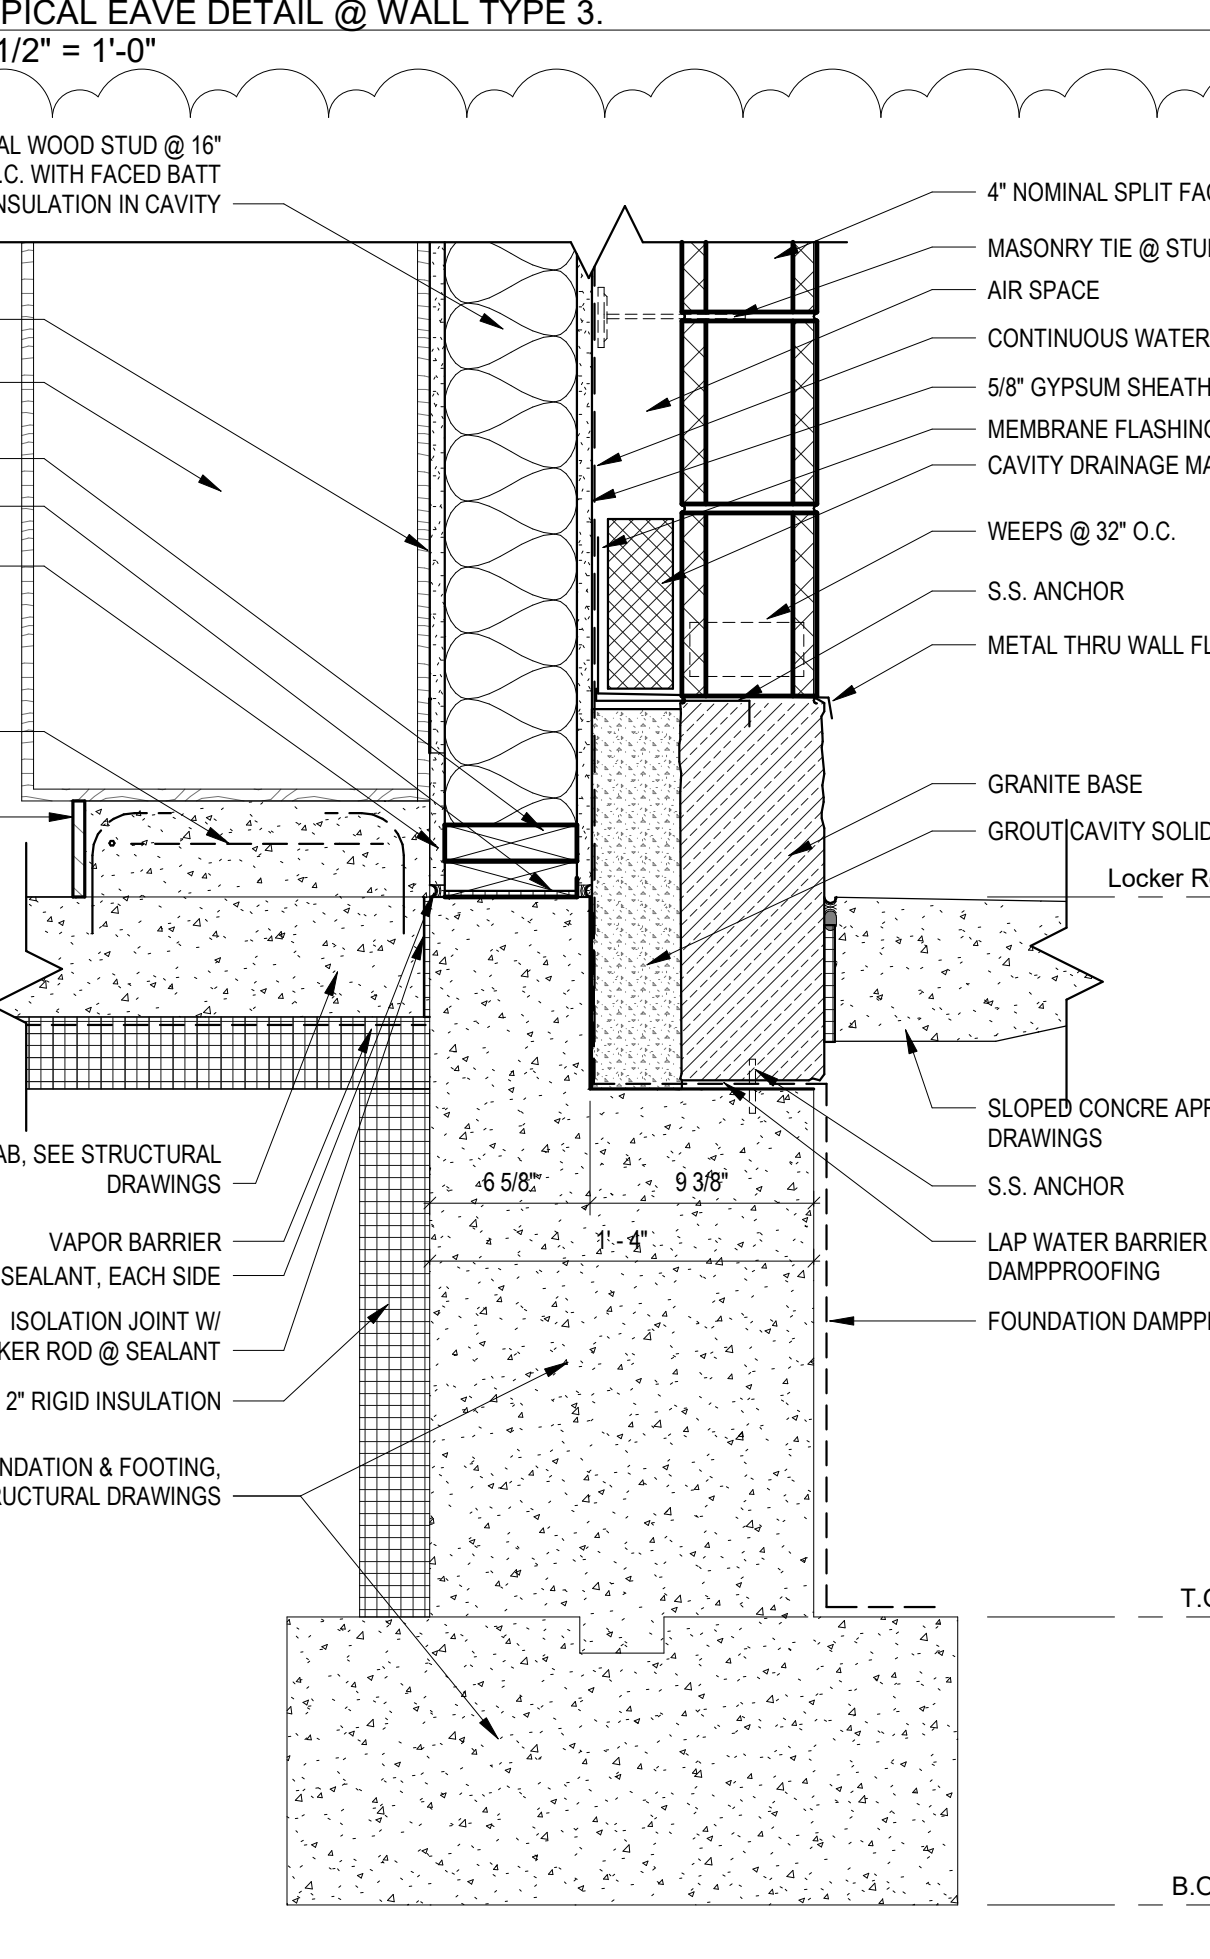 PICAL EAVE DETAIL @ WALL TYPE 3.
1/2" = 1'-0"
AL WOOD STUD @ 16"
.C. WITH FACED BATT
NSULATION IN CAVITY
4" NOMINAL SPLIT FAC
MASONRY TIE @ STUD
AIR SPACE
CONTINUOUS WATER
5/8" GYPSUM SHEATH
MEMBRANE FLASHING
CAVITY DRAINAGE MA
WEEPS @ 32" O.C.
S.S. ANCHOR
METAL THRU WALL FL
GRANITE BASE
GROUT CAVITY SOLID
Locker Ro
AB, SEE STRUCTURAL
DRAWINGS
VAPOR BARRIER
SEALANT, EACH SIDE
ISOLATION JOINT W/
KER ROD @ SEALANT
2" RIGID INSULATION
NDATION & FOOTING,
RUCTURAL DRAWINGS
6 5/8"
9 3/8"
1' - 4"
SLOPED CONCRE APR
DRAWINGS
S.S. ANCHOR
LAP WATER BARRIER
DAMPPROOFING
FOUNDATION DAMPPR
T.O
B.O